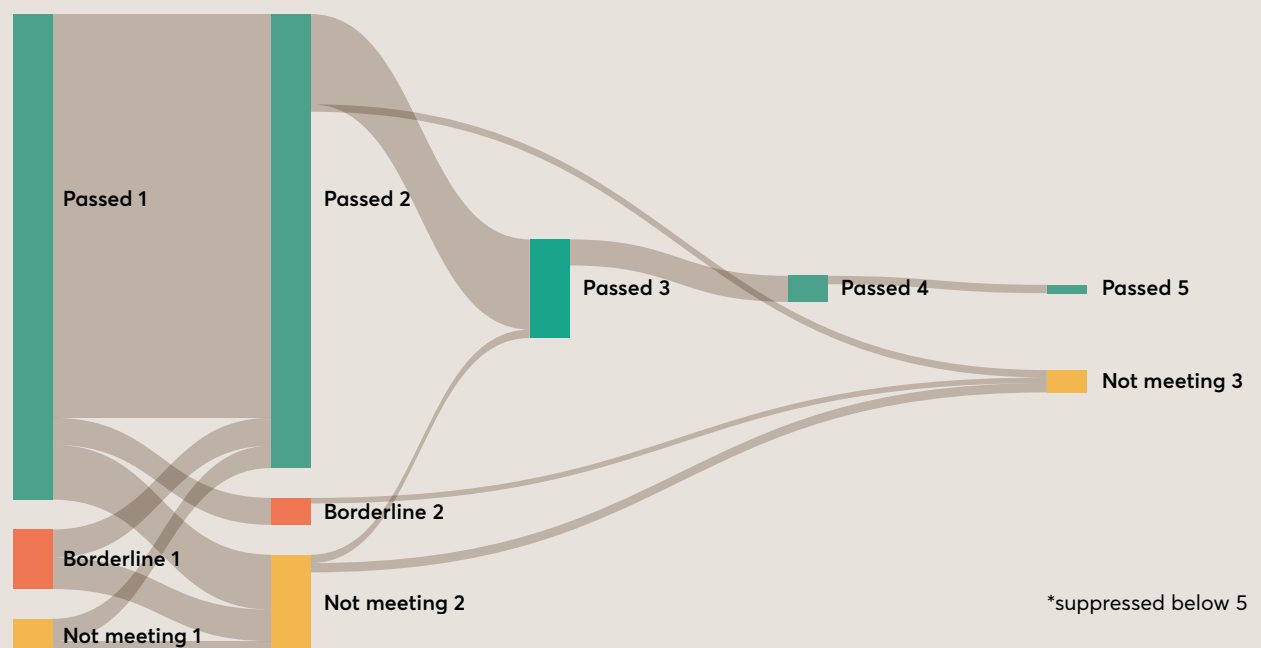 Passed 1
Passed 2
Passed 3
Passed 4
Passed 5
Not meeting 3
Borderline 2
Borderline 1
Not meeting 2
*suppressed below 5
Not meeting 1